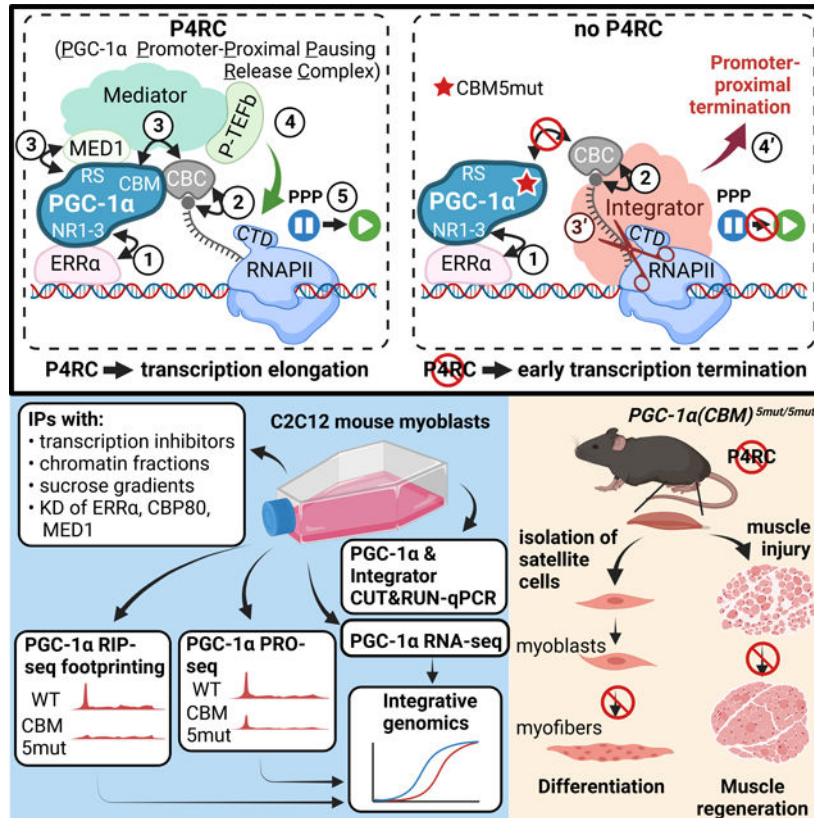 P4RC
(PGC-1α Promoter-Proximal Pausing
Release Complex)
Mediator
P-TEFb
4
3
3
MED1
RS
CBM
CBC
PGC-1α
2
PPP
5
NR1-3
CTD
1
ERRα
RNAPII
P4RC
transcription elongation
no P4RC
CBM5mut
Promoter-
proximal
termination
4'
CBC
RS
2
PGC-1α
Integrator
PPP
NR1-3
3'
CTD
1
ERRα
RNAPII
P4RC
early transcription termination
IPs with:
• transcription inhibitors
• chromatin fractions
• sucrose gradients
• KD of ERRα, CBP80,
MED1
C2C12 mouse myoblasts
PGC-1α &
Integrator
CUT&RUN-qPCR
PGC-1α RIP-
seq footprinting
WT
CBM
5mut
PGC-1α PRO-
seq
WT
CBM
5mut
PGC-1α RNA-seq
Integrative
genomics
PGC-1α(CBM) 5mut/5mut
P4RC
isolation of
satellite
cells
muscle
injury
myoblasts
myofibers
Differentiation
Muscle
regeneration